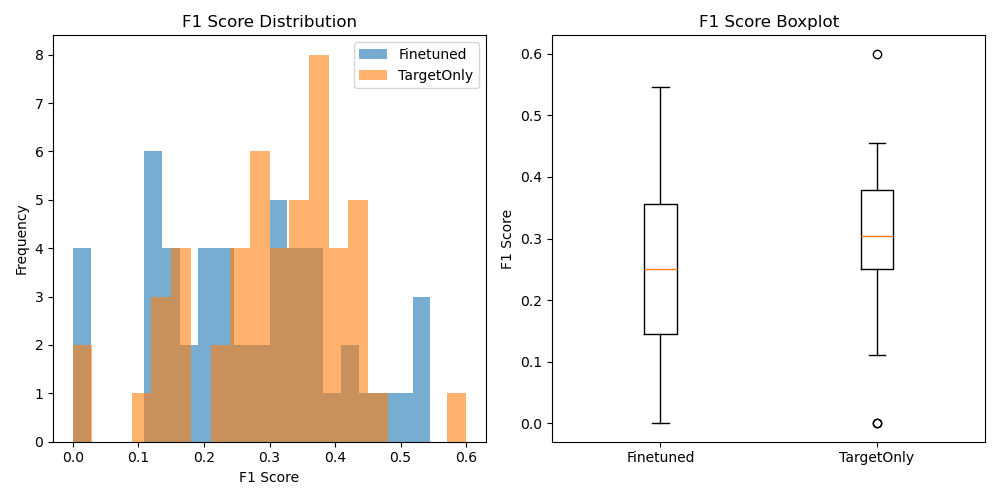 F1 Score Distribution
Finetuned
TargetOnly
8
7
6
5
4
3
2
1
0
Frequency
0.0 0.1 0.2 0.3 0.4 0.5 0.6
F1 Score
F1 Score Boxplot
0.6
0.5
0.4
0.3
0.2
0.1
0.0
F1 Score
Finetuned TargetOnly